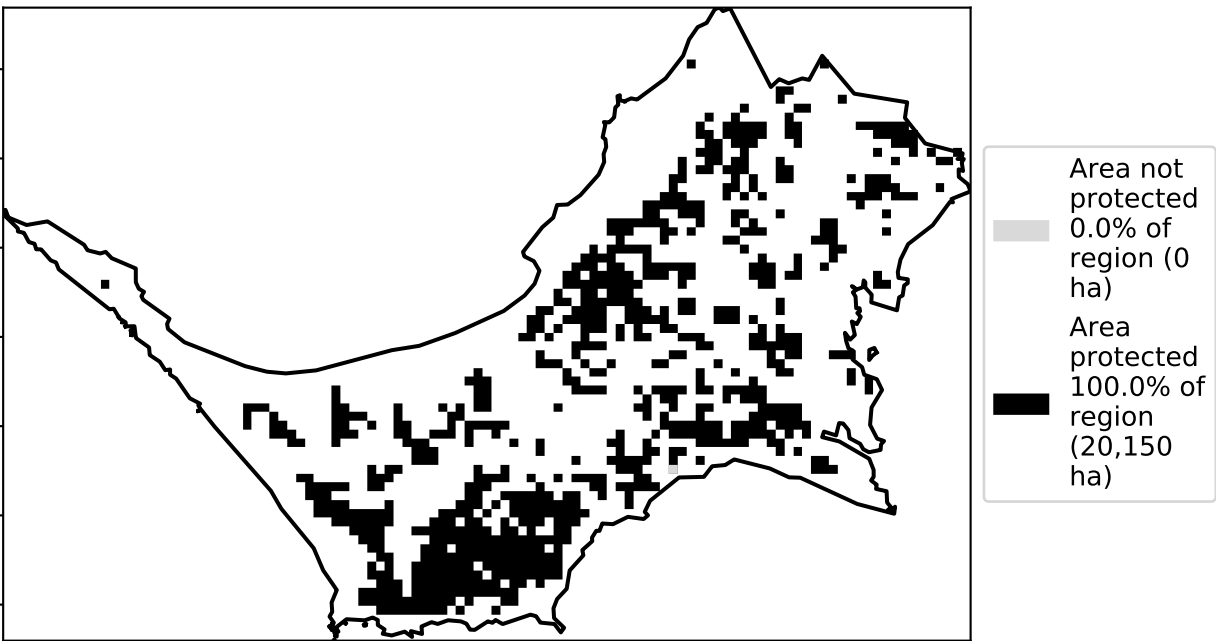 Area not
protected
0.0% of
region (0
ha)
Area
protected
100.0% of
region
(20,150
ha)